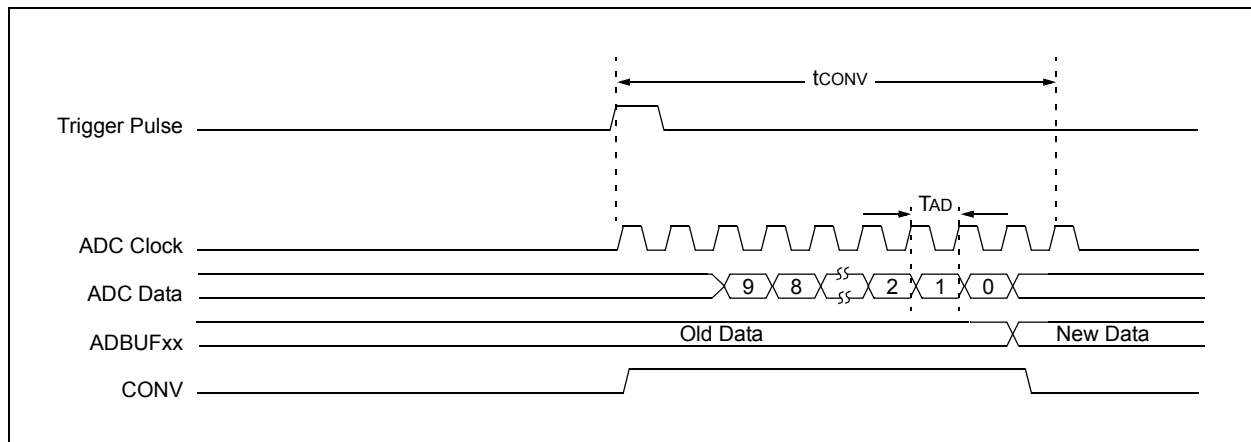 tCONV
Trigger Pulse
TAD
ADC Clock
ADC Data 9 8 2 1 0
ADBUFxx Old Data New Data
CONV